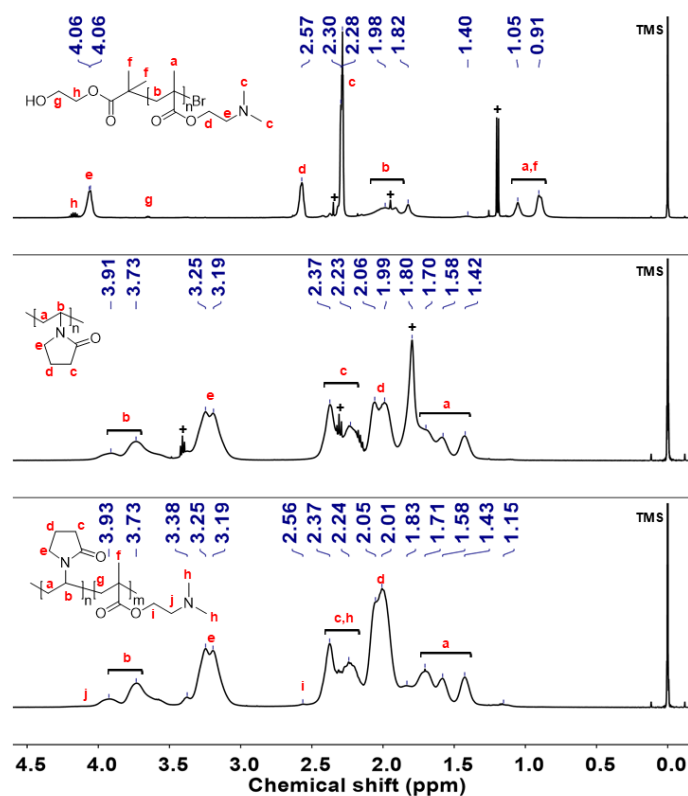 4.06 4.06 2.57 2.30 2.28 1.98 1.82 1.40 1.05 0.91
TMS
f a
f
b
n Br
HO O
g h
O
O O
d e
N
c
c
e
h
g
d
+
c
b
+
+
a,f
3.91 3.73 3.25 3.19 2.37 2.23 2.06 1.99 1.80 1.70 1.58 1.42
TMS
a b
n
N O
e
d c
b
+
e
c
+
d
+
a
3.93 3.73 3.38 3.25 3.19 2.56 2.37 2.24 2.05 2.01 1.83 1.71 1.58 1.43 1.15
TMS
d c
e N O
f
g
a b
n m
O O
i j
N
h
h
j
b
e
i
c,h
d
a
4.5 4.0 3.5 3.0 2.5 2.0 1.5 1.0 0.5 0.0
Chemical shift (ppm)